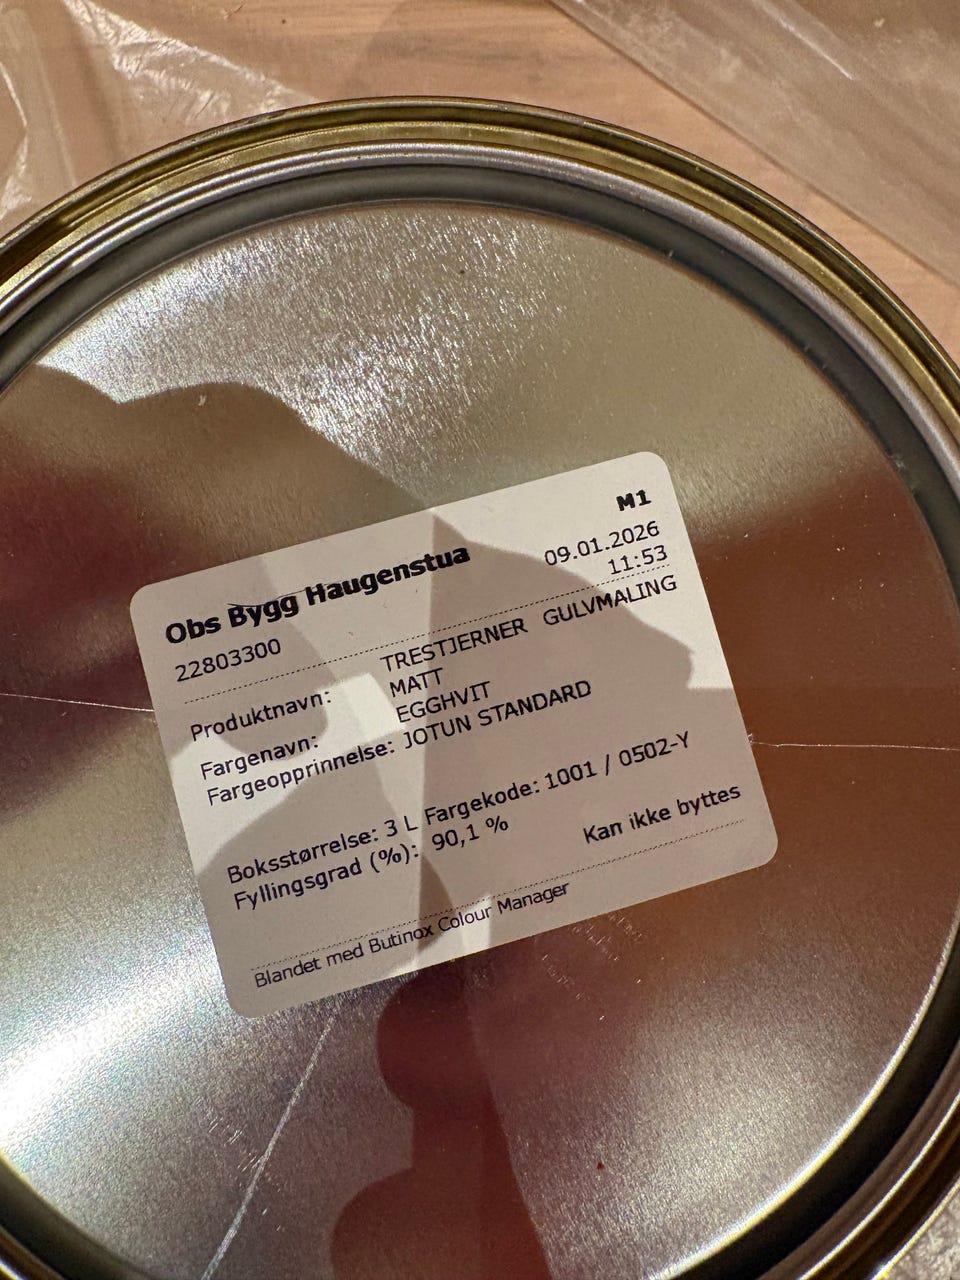 M1
Obs Bygg Haugenstua 09.01.2026
22803300 11:53
Produktnavn: TRESTJERNER GULVMALING
MATT
Fargenavn: EGGHVIT
Fargeopprinnelse: JOTUN STANDARD
Boksstørrelse: 3 L Fargekode: 1001 / 0502-Y
Fyllingsgrad (%): 90,1 %
Kan ikke byttes
Blandet med Butinox Colour Manager